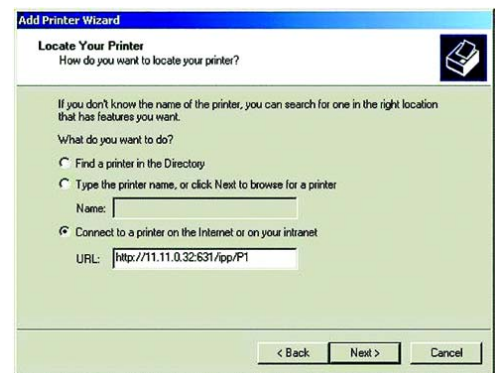 Add Printer Wizard
Locate Your Printer
How do you want to locate your printer?
If you don't know the name of the printer, you can search for one in the right location
that has features you want.
What do you want to do?
Find a printer in the Directory
Type the printer name, or click Next to browse for a printer
Name:
Connect to a printer on the Internet or on your intranet
URL: http://11.11.0.32:631/ipp/P1
< Back Next > Cancel